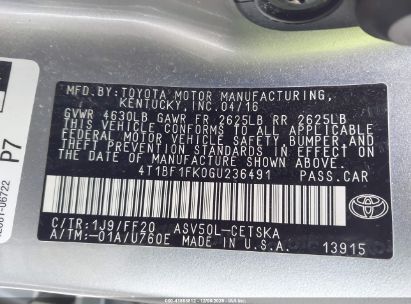 MFD.BY: TOYOTA MOTOR MANUFACTURING,
KENTUCKY, INC. 04/16
GVWR 4630LB GAWR FR 2625LB RR 2625LB
THIS VEHICLE CONFORMS TO ALL APPLICABLE
FEDERAL MOTOR VEHICLE SAFETY, BUMPER, AND
THEFT PREVENTION STANDARDS IN EFFECT ON
THE DATE OF MANUFACTURE SHOWN ABOVE.
4T1BF1FK0GU236491 PASS.CAR
C/TR: 1J9/FF20 ASV50L-CETSKA
A/TM: -01A/U760E MADE IN U.S.A. 13915
TOYOTA
P7
06722